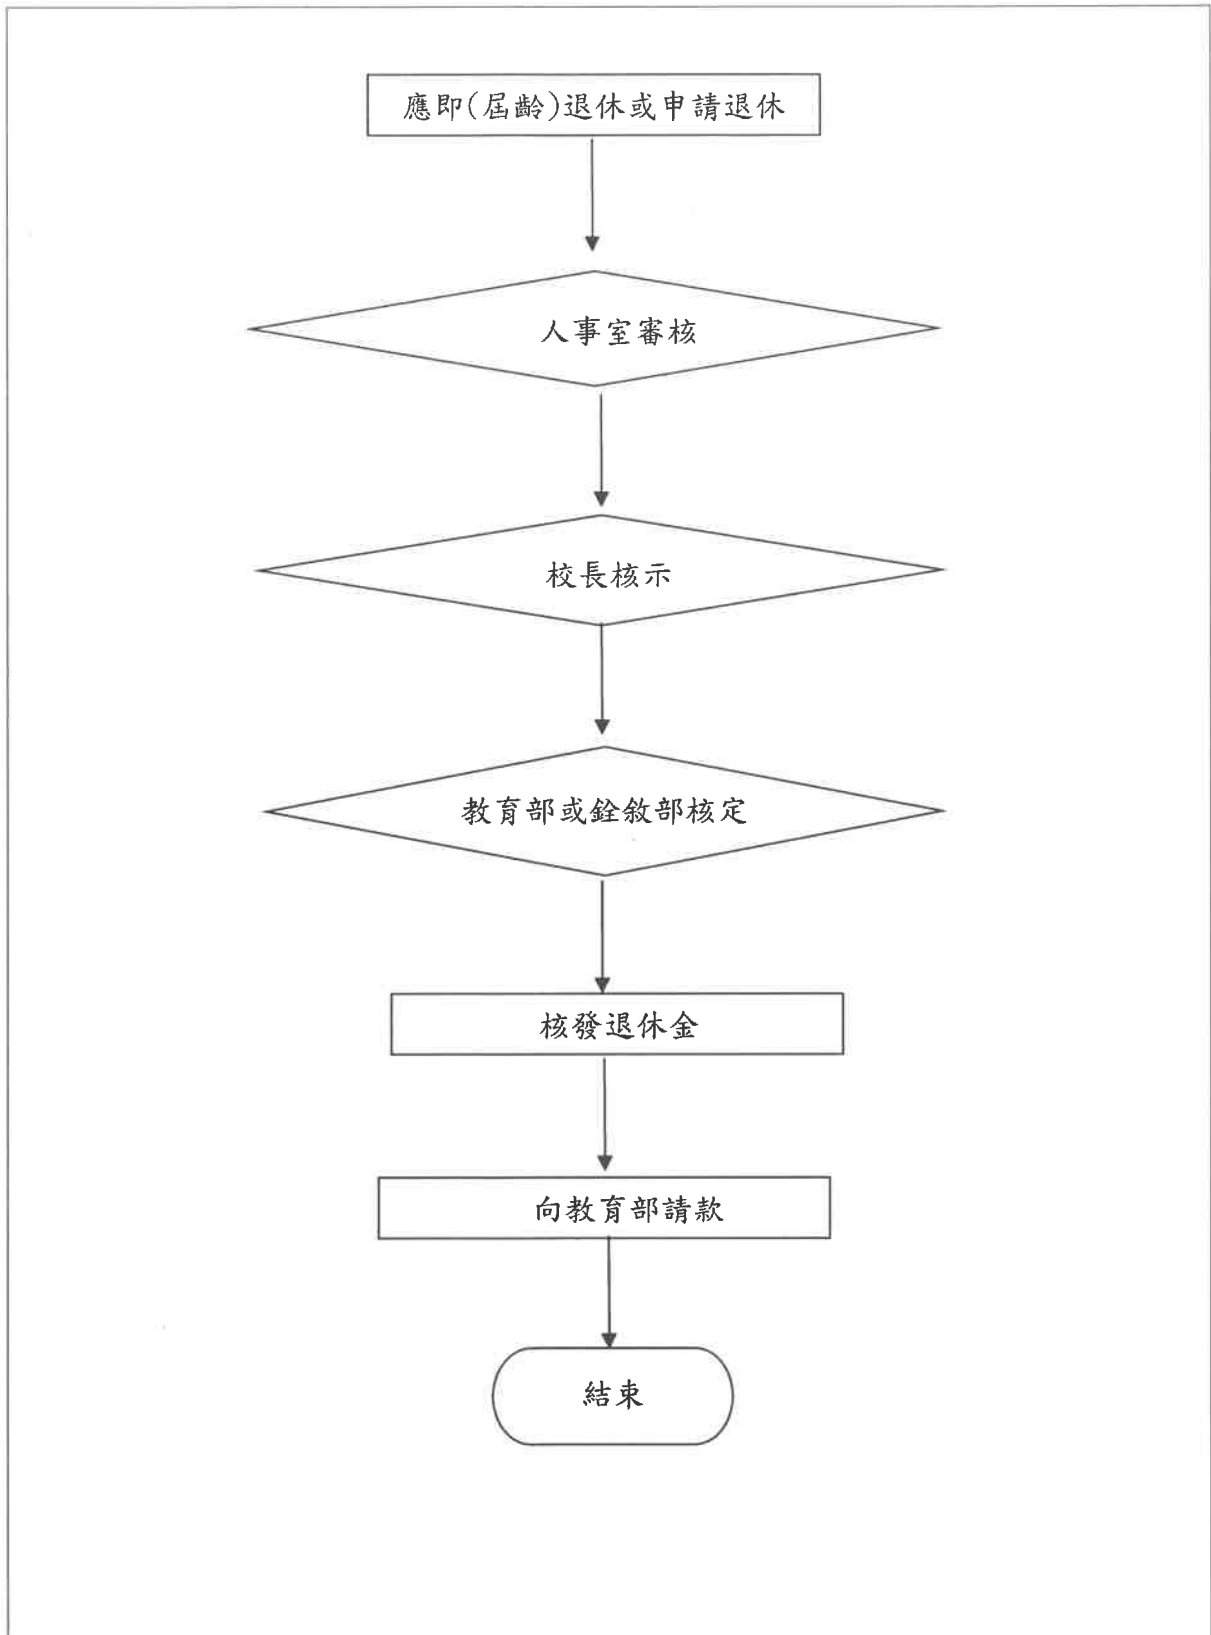 應即(屆齡)退休或申請退休
人事室審核
校長核示
教育部或銓敘部核定
核發退休金
向教育部請款
結束